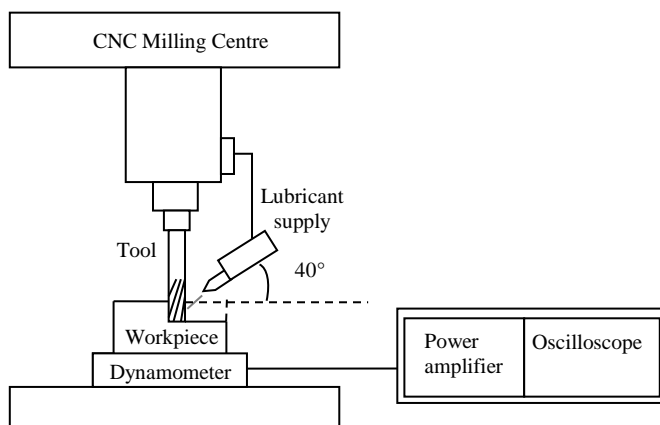 CNC Milling Centre
Lubricant
supply
Tool
40°
Workpiece
Power
amplifier
Oscilloscope
Dynamometer